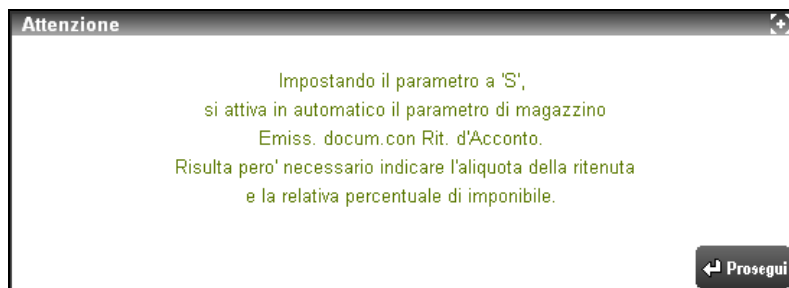 Attenzione
Impostando il parametro a 'S',
si attiva in automatico il parametro di magazzino
Emiss. docum.con Rit. d'Acconto.
Risulta pero' necessario indicare l'aliquota della ritenuta
e la relativa percentuale di imponibile.
Prosegui